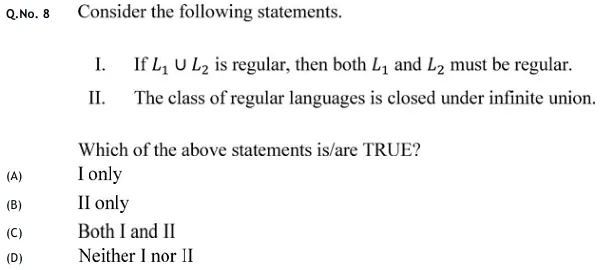 Q.No. 8 Consider the following statements.
I. If L₁ ∪ L₂ is regular, then both L₁ and L₂ must be regular.
II. The class of regular languages is closed under infinite union.
Which of the above statements is/are TRUE?
(A) I only
(B) II only
(C) Both I and II
(D) Neither I nor II